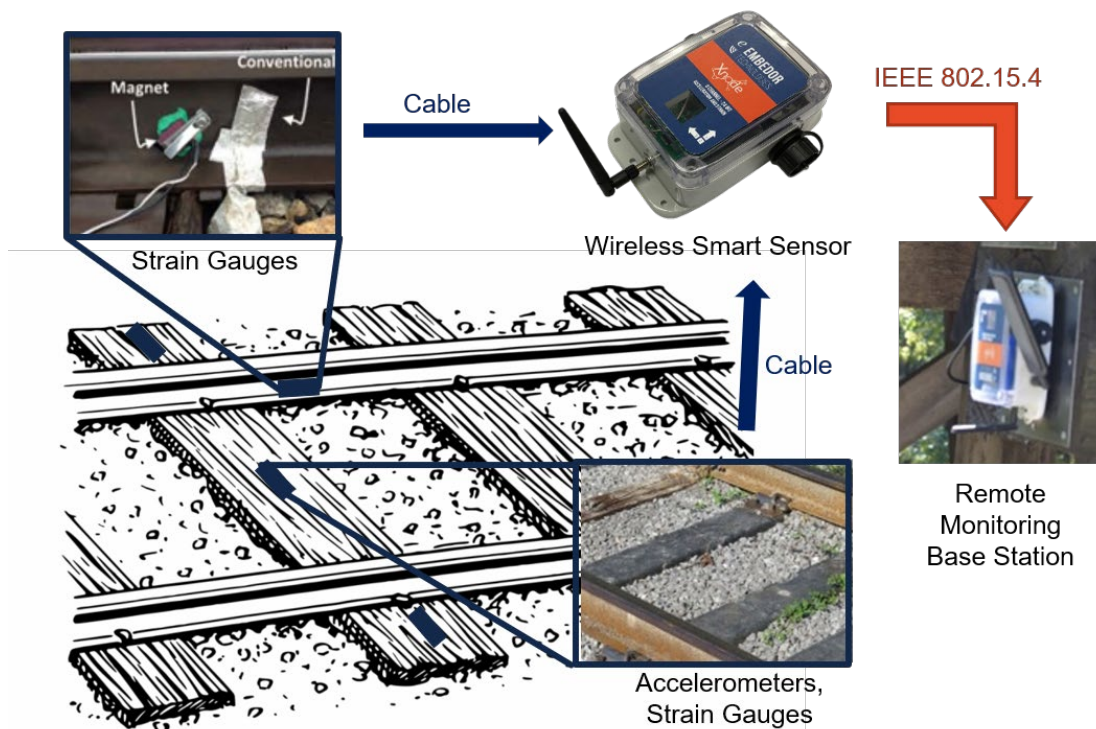 Magnet
Conventional
Cable
e EMBEDOR
TECHNOLOGIES
Xnode
IEEE 802.15.4
Strain Gauges
Wireless Smart Sensor
Cable
Remote
Monitoring
Base Station
Accelerometers,
Strain Gauges